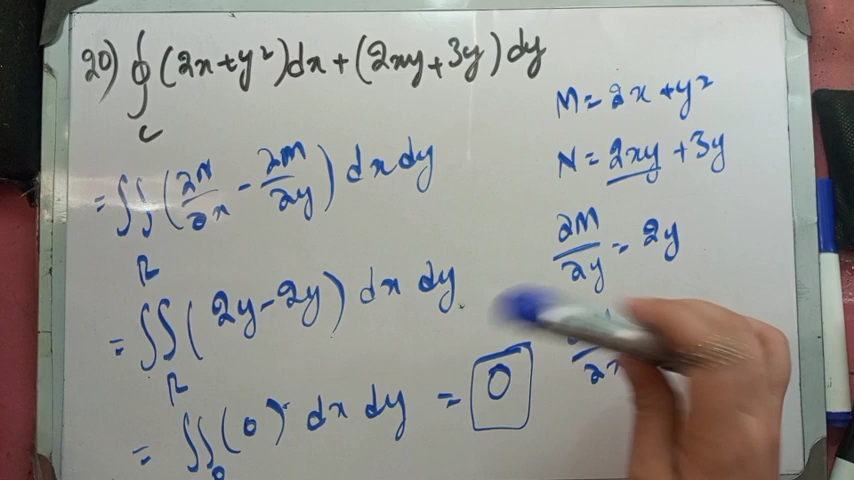 20) ∮ (2x+y²)dx + (2xy+3y)dy
C
= ∬ (∂N/∂x - ∂M/∂y) dx dy
R
= ∬ (2y-2y) dx dy
R
= ∬ (0) dx dy = 0
M = 2x + y²
N = 2xy + 3y
∂M/∂y = 2y